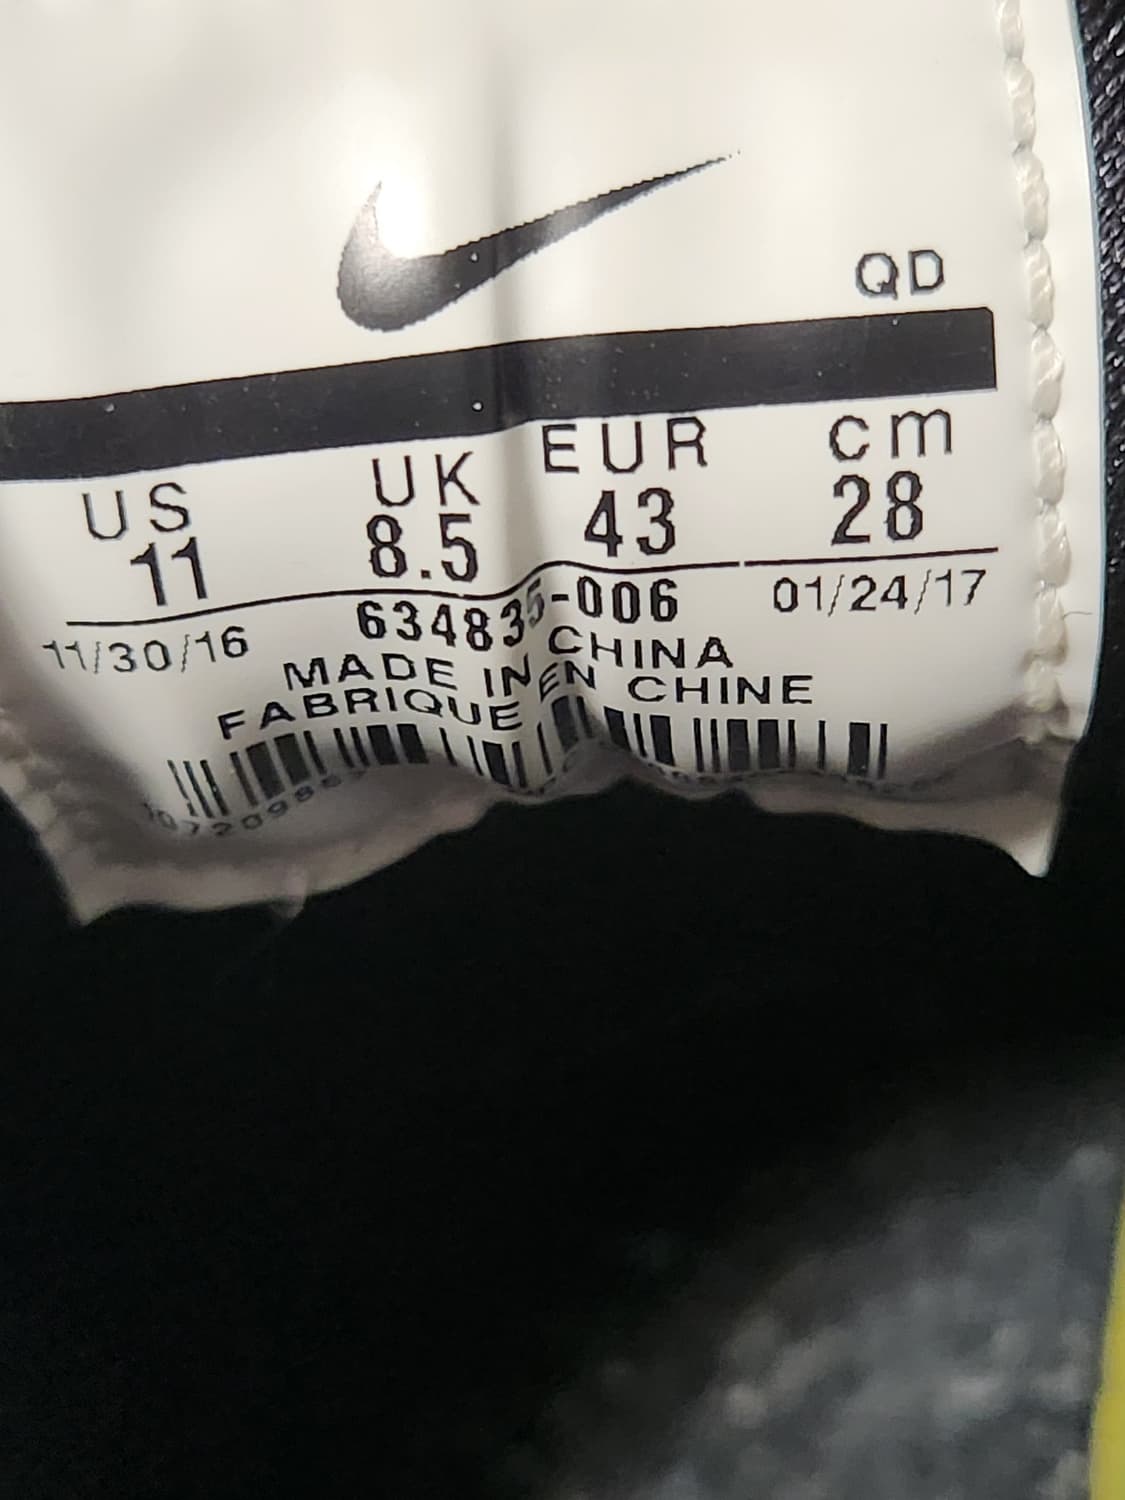 QD
US UK EUR cm
11 8.5 43 28
11/30/16 634835-006 01/24/17
MADE IN CHINA
FABRIQUE EN CHINE